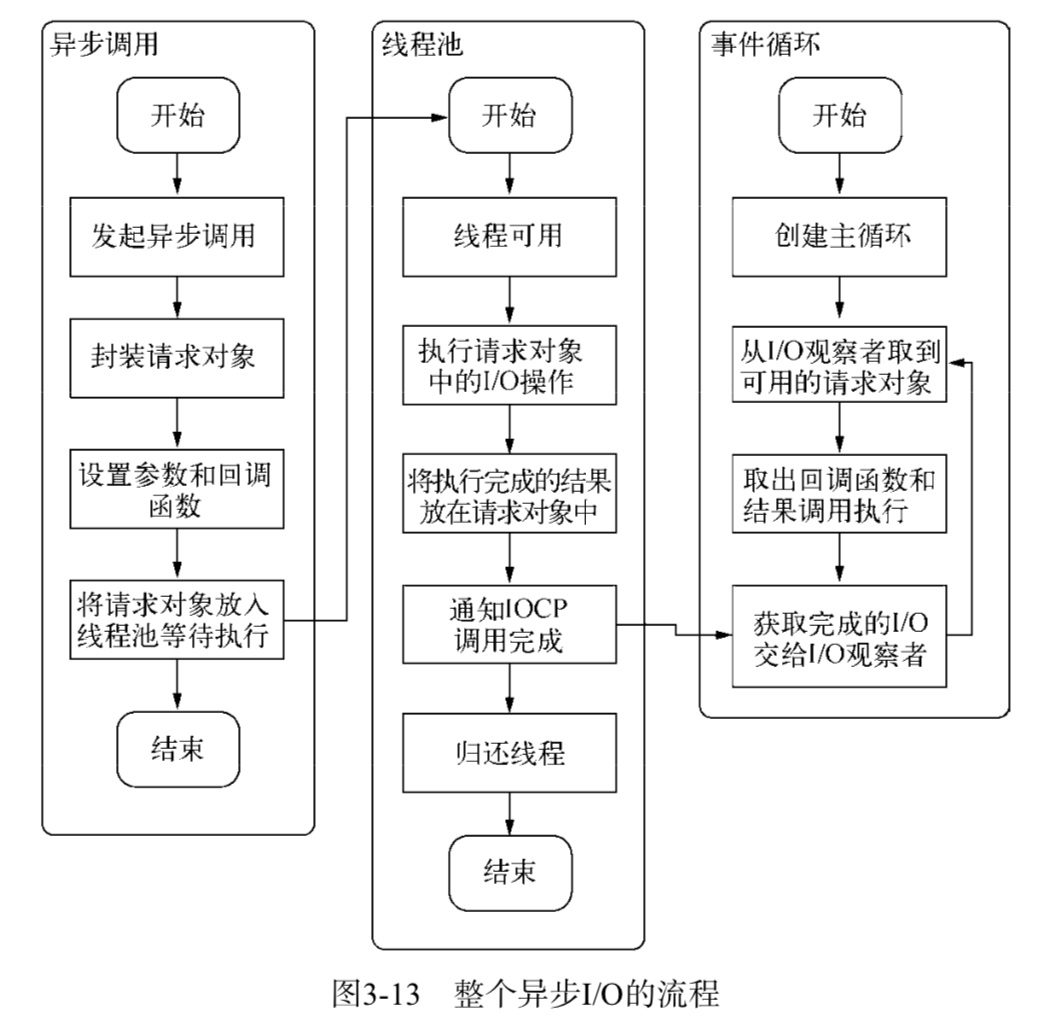 异步调用
开始
发起异步调用
封装请求对象
设置参数和回调
函数
将请求对象放入
线程池等待执行
结束
线程池
开始
线程可用
执行请求对象
中的I/O操作
将执行完成的结果
放在请求对象中
通知IOCP
调用完成
归还线程
结束
事件循环
开始
创建主循环
从I/O观察者取到
可用的请求对象
取出回调函数和
结果调用执行
获取完成的I/O
交给I/O观察者
图3-13 整个异步I/O的流程